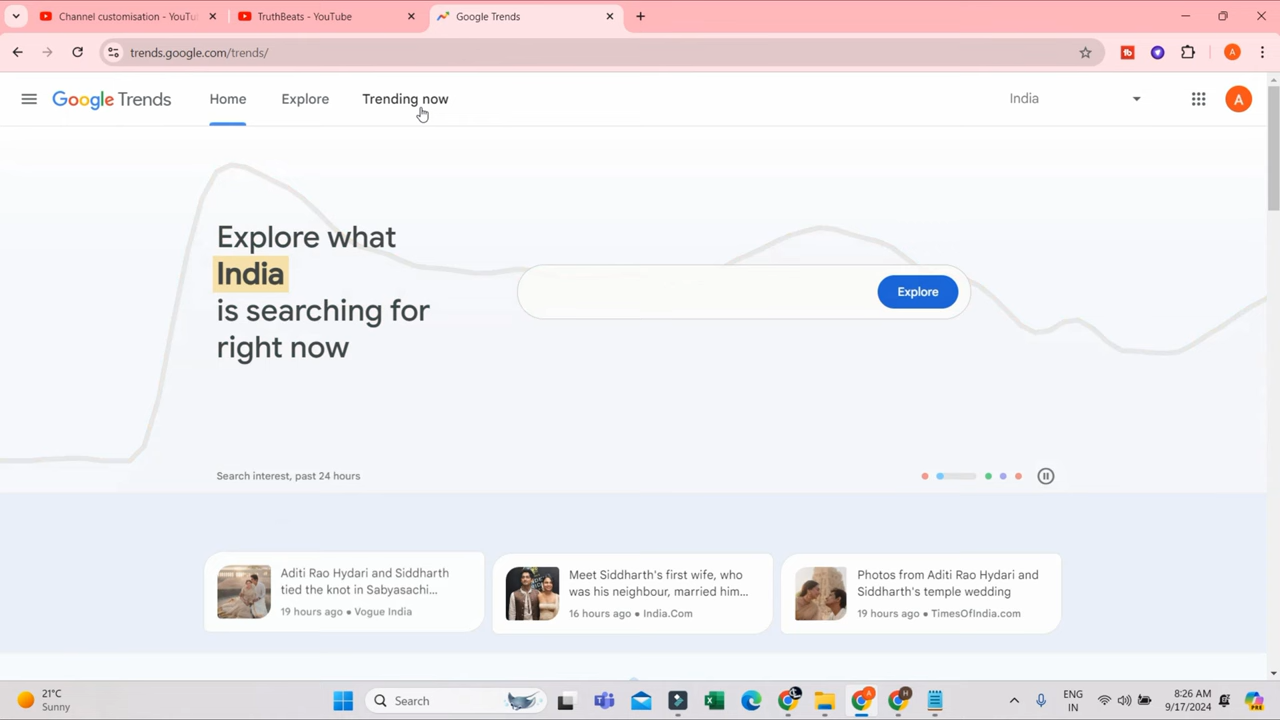 Channel customisation - YouTu
TruthBeats - YouTube
Google Trends
trends.google.com/trends/
A
Google Trends
Home
Explore
Trending now
India
A
Explore what
India
is searching for
right now
Explore
Search interest, past 24 hours
Aditi Rao Hydari and Siddharth
tied the knot in Sabyasachi...
19 hours ago • Vogue India
Meet Siddharth's first wife, who
was his neighbour, married him...
16 hours ago • India.Com
Photos from Aditi Rao Hydari and
Siddharth's temple wedding
19 hours ago • TimesOfIndia.com
21°C
Sunny
Search
ENG
IN
8:26 AM
9/17/2024